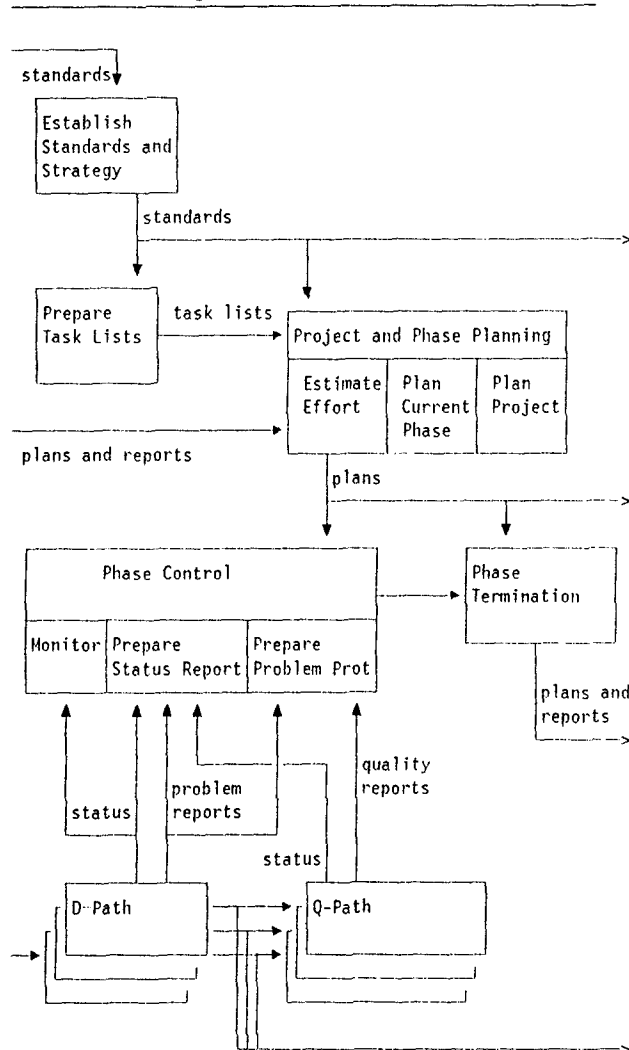 standards
Establish
Standards and
Strategy
standards
Prepare
Task Lists
task lists
Project and Phase Planning
Estimate
Effort
Plan
Current
Phase
Plan
Project
plans and reports
plans
Phase Control
Monitor
Prepare
Status Report
Prepare
Problem Prot
Phase
Termination
plans and
reports
status
problem
reports
quality
reports
status
D-Path
Q-Path